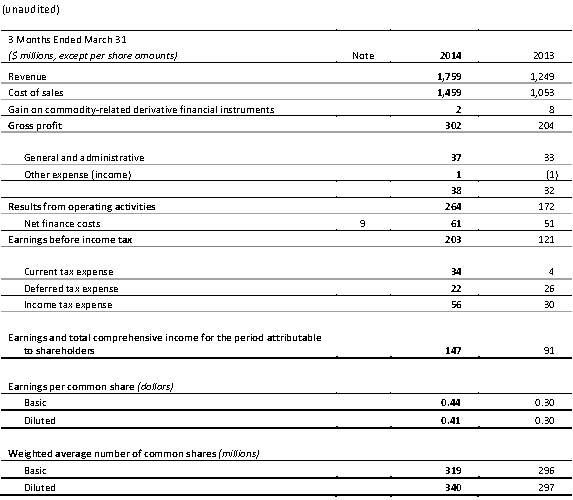 (unaudited)
3 Months Ended March 31
($ millions, except per share amounts) Note 2014 2013
Revenue 1,759 1,249
Cost of sales 1,459 1,053
Gain on commodity-related derivative financial instruments 2 8
Gross profit 302 204
General and administrative 37 33
Other expense (income) 1 (1)
38 32
Results from operating activities 264 172
Net finance costs 9 61 51
Earnings before income tax 203 121
Current tax expense 34 4
Deferred tax expense 22 26
Income tax expense 56 30
Earnings and total comprehensive income for the period attributable
to shareholders 147 91
Earnings per common share (dollars)
Basic 0.44 0.30
Diluted 0.41 0.30
Weighted average number of common shares (millions)
Basic 319 296
Diluted 340 297